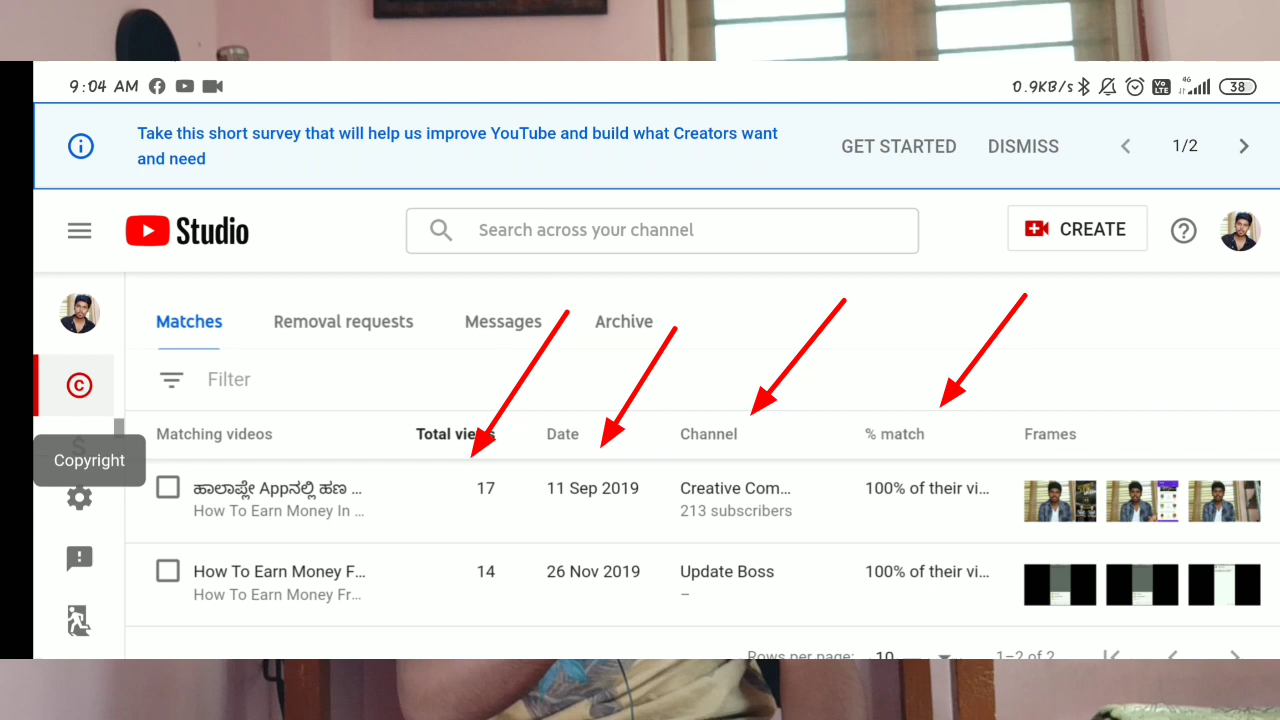 9:04 AM
0.9KB/s
Vo
LTE
4G
38
Take this short survey that will help us improve YouTube and build what Creators want
and need
GET STARTED
DISMISS
1/2
Studio
Search across your channel
CREATE
Matches
Removal requests
Messages
Archive
Filter
Matching videos
Total views
Date
Channel
% match
Frames
Copyright
ಹಾಲಾಪ್ಲೇ Appನಲ್ಲಿ ಹಣ ...
17
11 Sep 2019
Creative Com...
100% of their vi...
How To Earn Money In ...
213 subscribers
How To Earn Money F...
14
26 Nov 2019
Update Boss
100% of their vi...
How To Earn Money Fr...
–
Rows per page:
10
1–2 of 2